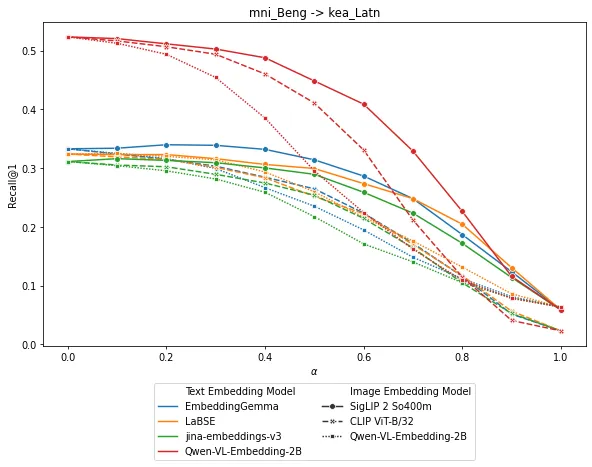 mni_Beng -> kea_Latn
Recall@1
0.5
0.4
0.3
0.2
0.1
0.0
0.0 0.2 0.4 0.6 0.8 1.0
α
Text Embedding Model
EmbeddingGemma
LaBSE
jina-embeddings-v3
Qwen-VL-Embedding-2B
Image Embedding Model
SigLIP 2 So400m
CLIP ViT-B/32
Qwen-VL-Embedding-2B